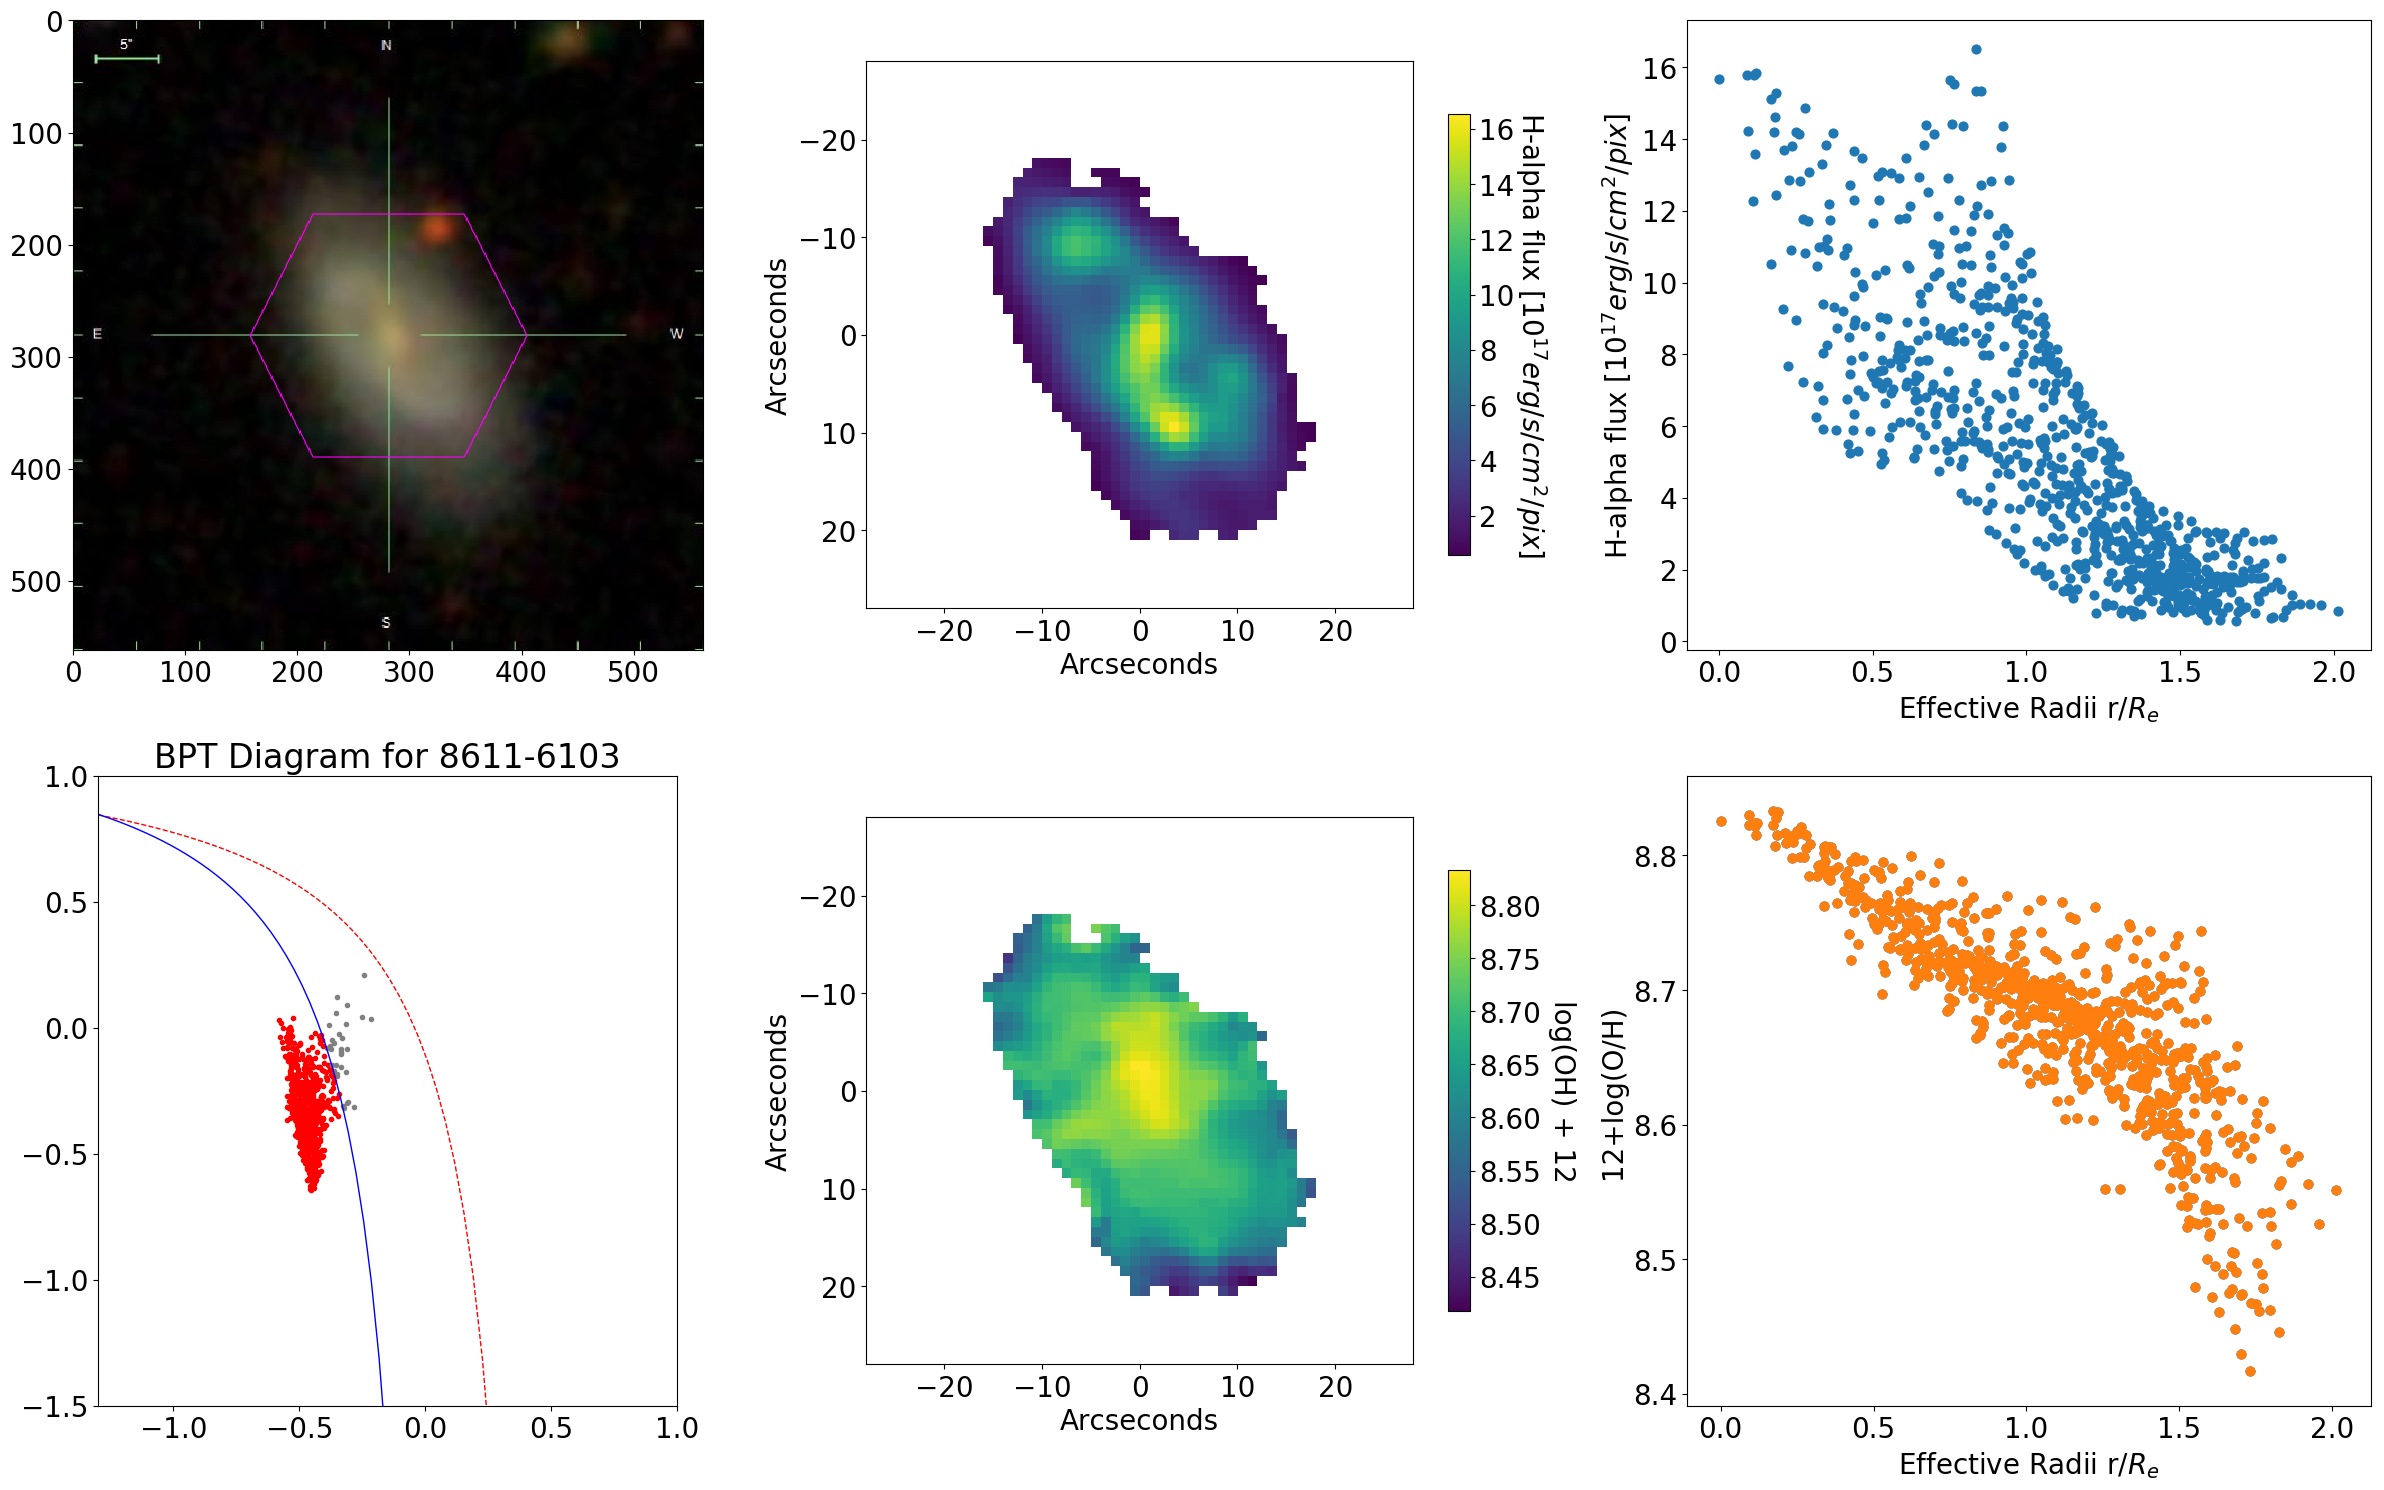 5"
N
E
W
S
0
100
200
300
400
500
0 100 200 300 400 500
−20
−10
0
10
20
Arcseconds
−20 −10 0 10 20
Arcseconds
16
14
12
10
8
6
4
2
H-alpha flux [10^17 erg/s/cm^2/pix]
H-alpha flux [10^17 erg/s/cm^2/pix]
16
14
12
10
8
6
4
2
0
0.0 0.5 1.0 1.5 2.0
Effective Radii r/R_e
BPT Diagram for 8611-6103
1.0
0.5
0.0
−0.5
−1.0
−1.5
−1.0 −0.5 0.0 0.5 1.0
−20
−10
0
10
20
Arcseconds
−20 −10 0 10 20
Arcseconds
8.80
8.75
8.70
8.65
8.60
8.55
8.50
8.45
log(OH) + 12
12+log(O/H)
8.8
8.7
8.6
8.5
8.4
0.0 0.5 1.0 1.5 2.0
Effective Radii r/R_e